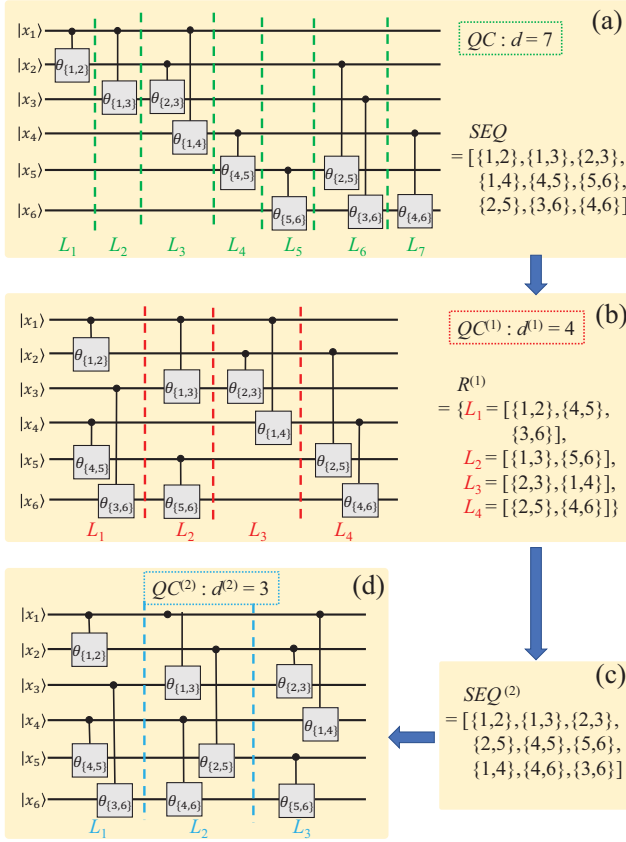 (a)
QC : d = 7
|x₁⟩
|x₂⟩
|x₃⟩
|x₄⟩
|x₅⟩
|x₆⟩
θ{1,2}
θ{1,3}
θ{2,3}
θ{1,4}
θ{4,5}
θ{5,6}
θ{2,5}
θ{3,6}
θ{4,6}
L₁ L₂ L₃ L₄ L₅ L₆ L₇
SEQ
= [{1,2},{1,3},{2,3},
{1,4},{4,5},{5,6},
{2,5},{3,6},{4,6}]
(b)
QC⁽¹⁾ : d⁽¹⁾ = 4
|x₁⟩
|x₂⟩
|x₃⟩
|x₄⟩
|x₅⟩
|x₆⟩
θ{1,2}
θ{4,5}
θ{3,6}
θ{1,3}
θ{5,6}
θ{2,3}
θ{1,4}
θ{2,5}
θ{4,6}
L₁ L₂ L₃ L₄
R⁽¹⁾
= {L₁ = [{1,2},{4,5},
{3,6}],
L₂ = [{1,3},{5,6}],
L₃ = [{2,3},{1,4}],
L₄ = [{2,5},{4,6}]}
(d)
QC⁽²⁾ : d⁽²⁾ = 3
|x₁⟩
|x₂⟩
|x₃⟩
|x₄⟩
|x₅⟩
|x₆⟩
θ{1,2}
θ{4,5}
θ{3,6}
θ{1,3}
θ{4,6}
θ{2,5}
θ{2,3}
θ{1,4}
θ{5,6}
L₁ L₂ L₃
(c)
SEQ⁽²⁾
= [{1,2},{1,3},{2,3},
{2,5},{4,5},{5,6},
{1,4},{4,6},{3,6}]